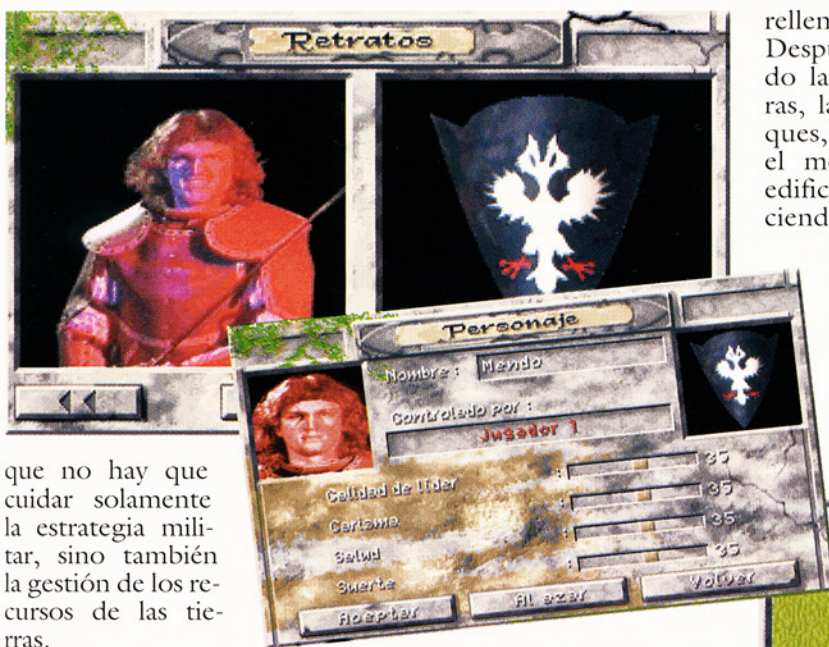 Retratos
Personaje
Nombre : Mendo
Controlado por :
Jugador 1
Calidad de líder : 35
Carisma : 35
Salud : 35
Suerte : 35
Aceptar Al azar Volver
que no hay que
cuidar solamente
la estrategia mili-
tar, sino también
la gestión de los re-
cursos de las tie-
rras.
rellen
Despu
do la
ras, la
ques,
el
edific
ciend